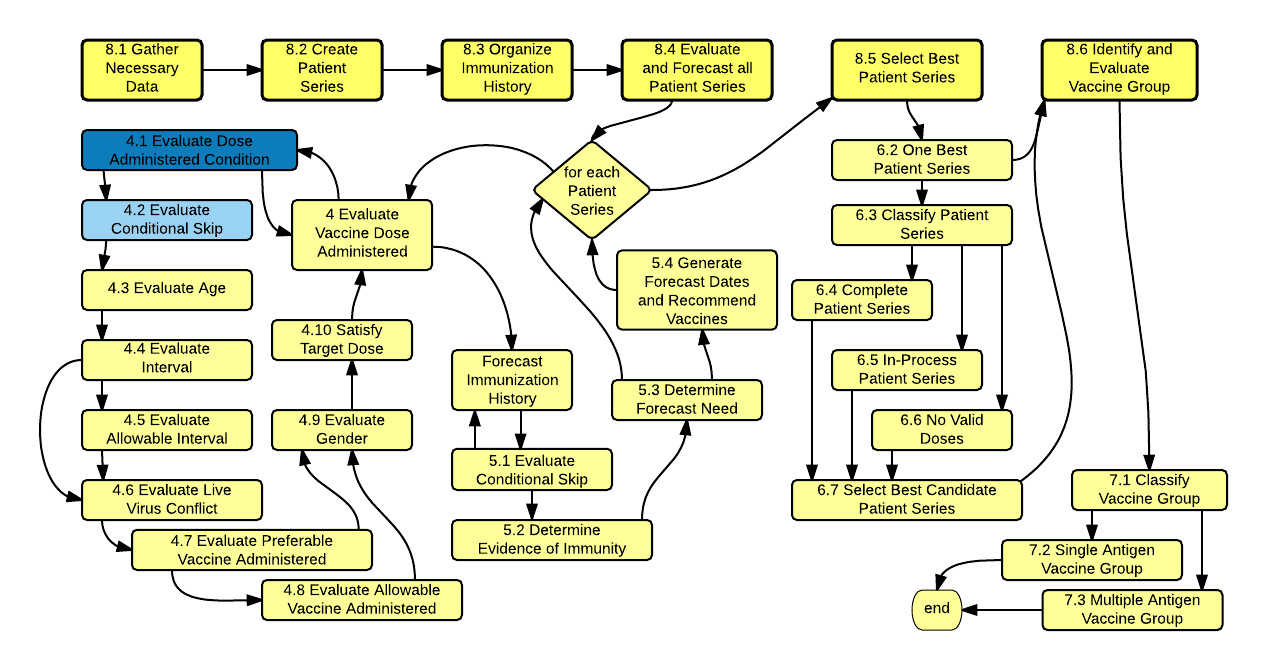 8.1 Gather
Necessary
Data
8.2 Create
Patient
Series
8.3 Organize
Immunization
History
8.4 Evaluate
and Forecast all
Patient Series
8.5 Select Best
Patient Series
8.6 Identify and
Evaluate
Vaccine Group
4.1 Evaluate Dose
Administered Condition
4.2 Evaluate
Conditional Skip
4.3 Evaluate Age
4.4 Evaluate
Interval
4.5 Evaluate
Allowable Interval
4.6 Evaluate Live
Virus Conflict
4.7 Evaluate Preferable
Vaccine Administered
4.8 Evaluate Allowable
Vaccine Administered
4.9 Evaluate
Gender
4.10 Satisfy
Target Dose
4 Evaluate
Vaccine Dose
Administered
for each
Patient
Series
Forecast
Immunization
History
5.1 Evaluate
Conditional Skip
5.2 Determine
Evidence of Immunity
5.3 Determine
Forecast Need
5.4 Generate
Forecast Dates
and Recommend
Vaccines
6.2 One Best
Patient Series
6.3 Classify Patient
Series
6.4 Complete
Patient Series
6.5 In-Process
Patient Series
6.6 No Valid
Doses
6.7 Select Best Candidate
Patient Series
7.1 Classify
Vaccine Group
7.2 Single Antigen
Vaccine Group
7.3 Multiple Antigen
Vaccine Group
end